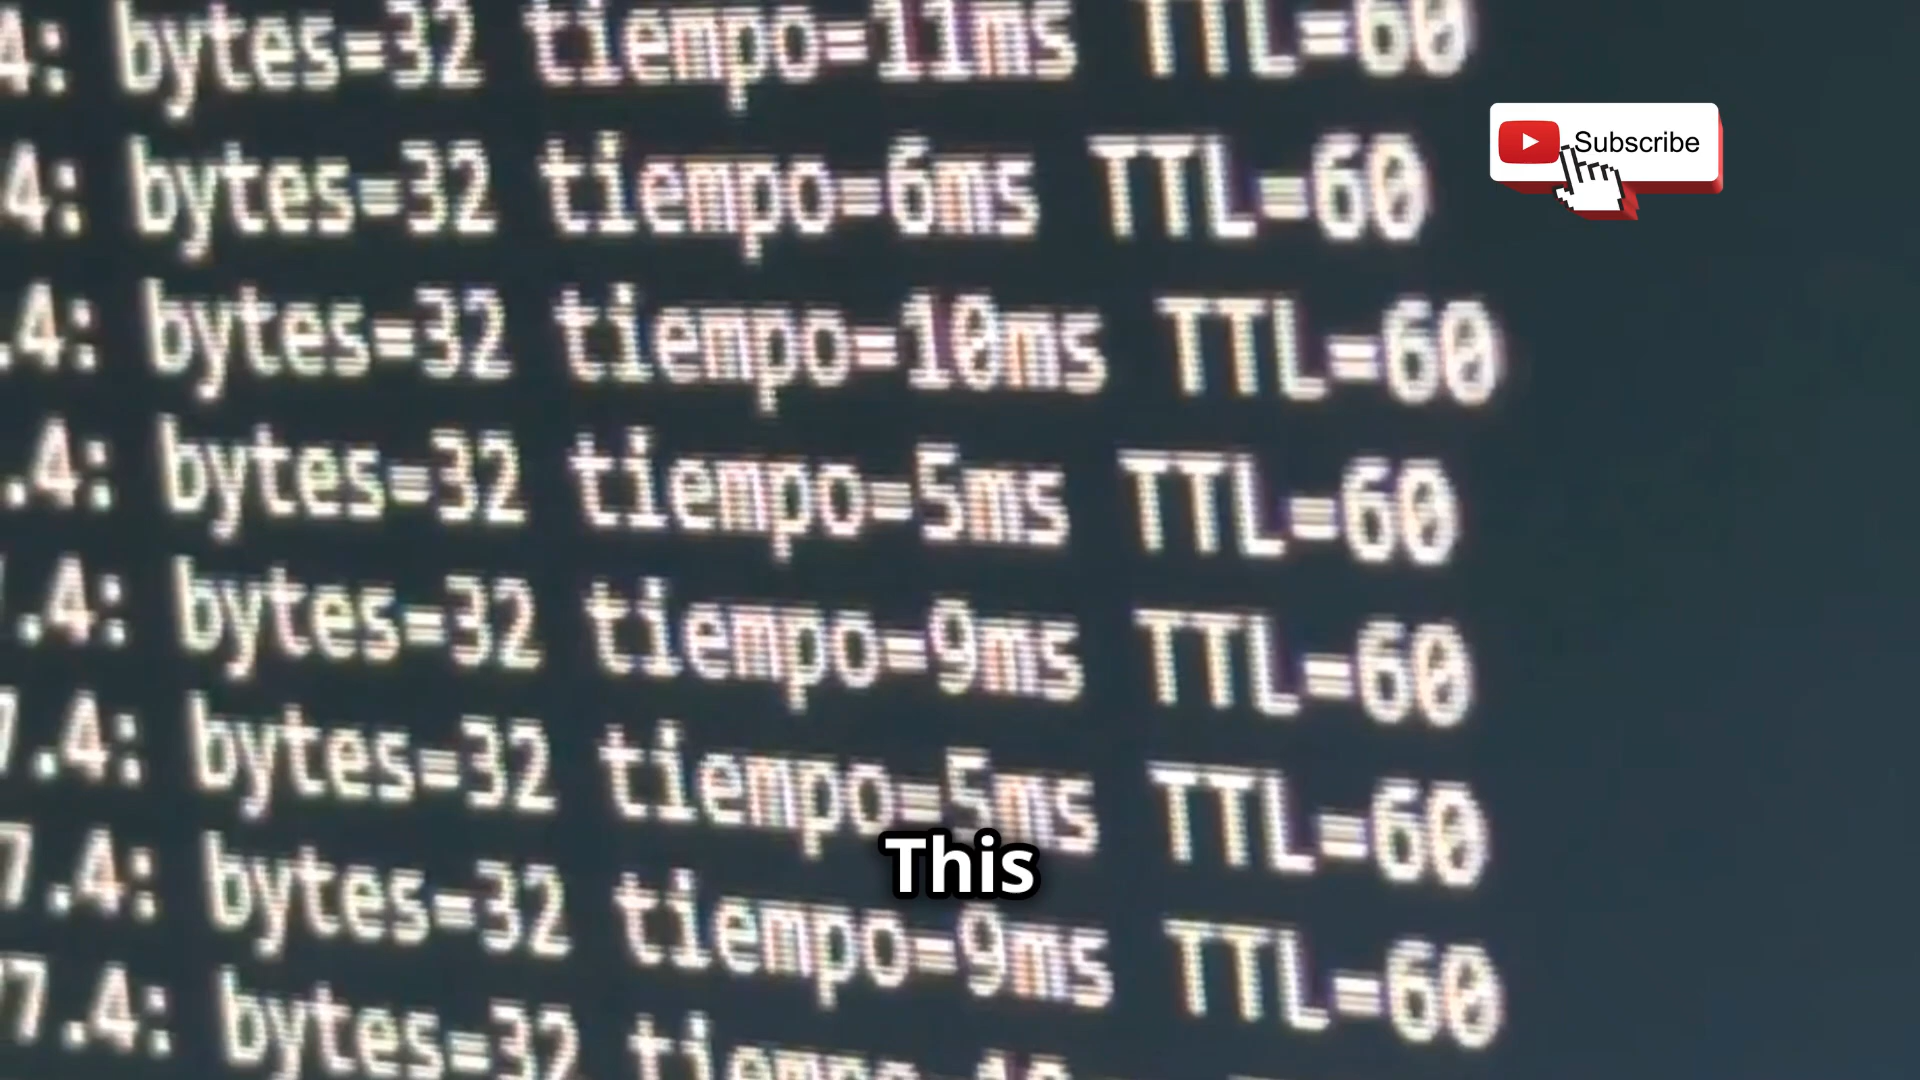 4: bytes=32 tiempo=11ms TTL=60
4: bytes=32 tiempo=6ms TTL=60
Subscribe
.4: bytes=32 tiempo=10ms TTL=60
.4: bytes=32 tiempo=5ms TTL=60
.4: bytes=32 tiempo=9ms TTL=60
7.4: bytes=32 tiempo=5ms TTL=60
This
7.4: bytes=32 tiempo=9ms TTL=60
7.4: bytes=32